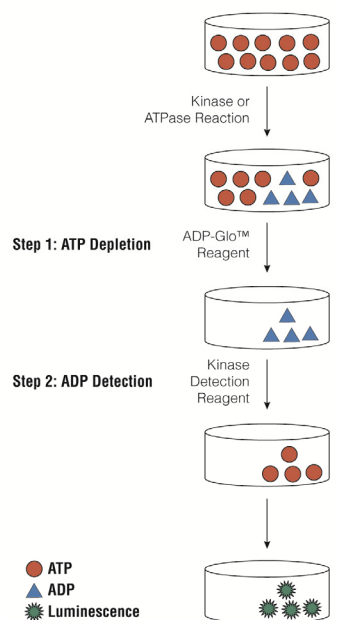 Kinase or
ATPase Reaction
Step 1: ATP Depletion
ADP-Glo™
Reagent
Step 2: ADP Detection
Kinase
Detection
Reagent
ATP
ADP
Luminescence